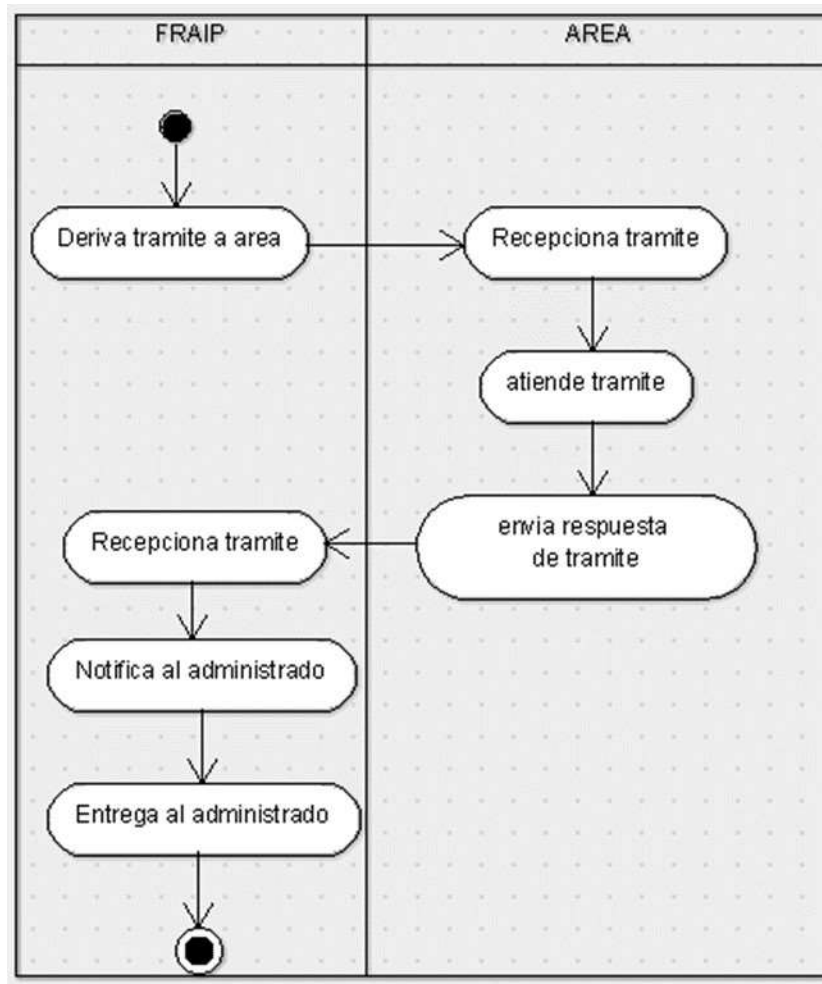 FRAIP
AREA
Deriva tramite a area
Recepciona tramite
atiende tramite
envia respuesta
de tramite
Recepciona tramite
Notifica al administrado
Entrega al administrado